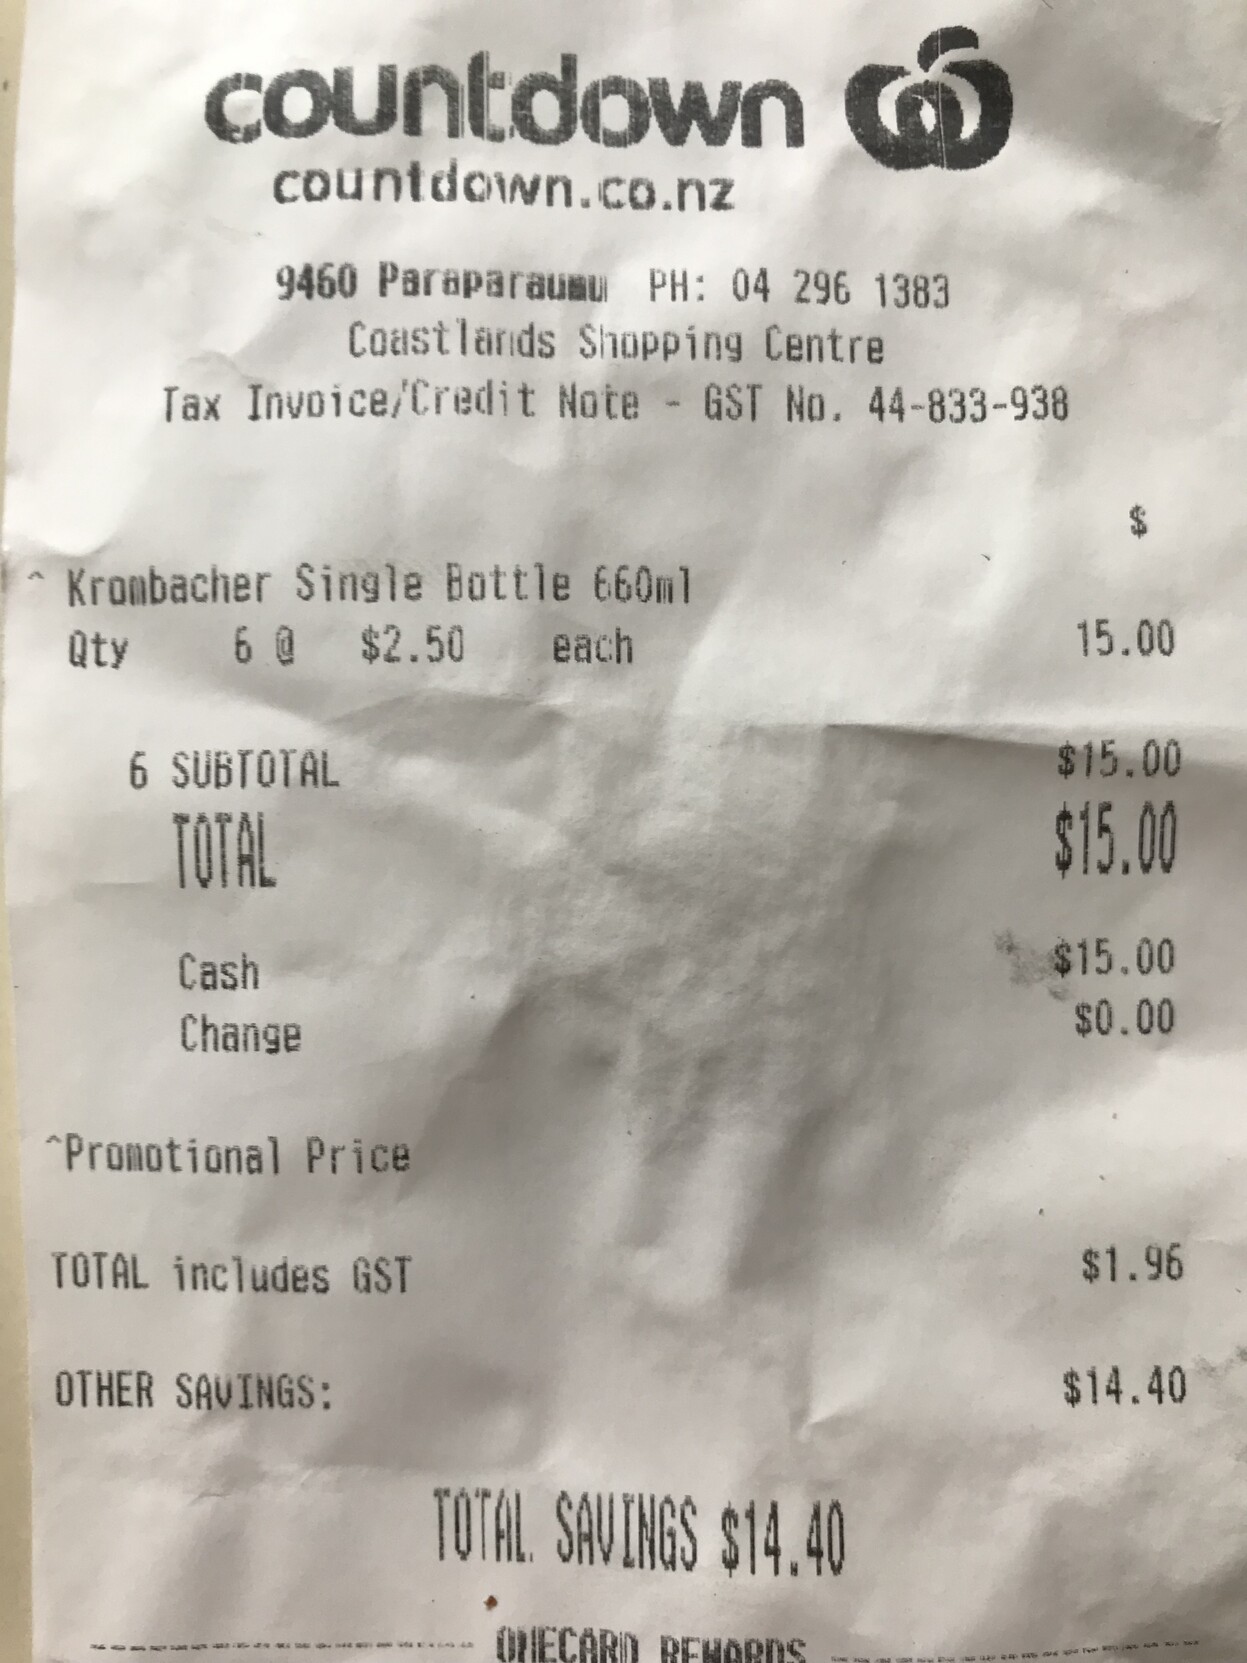 countdown
countdown.co.nz
9460 Paraparaumu PH: 04 296 1383
Coastlands Shopping Centre
Tax Invoice/Credit Note - GST No. 44-833-938
$
^ Krombacher Single Bottle 660ml
Qty 6 @ $2.50 each 15.00
6 SUBTOTAL $15.00
TOTAL $15.00
Cash $15.00
Change $0.00
^Promotional Price
TOTAL includes GST $1.96
OTHER SAVINGS: $14.40
TOTAL SAVINGS $14.40
ONECARD REWARDS